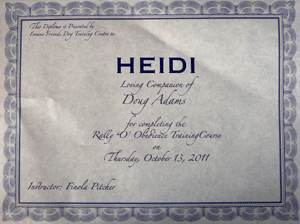 This Diploma is Presented by
Famous Friends Dog Training Centre to:
HEIDI
Loving Companion of
Doug Adams
for completing the
Rally 'O' Obedience Training Course
on
Thursday, October 13, 2011
Instructor: Finola Pitcher